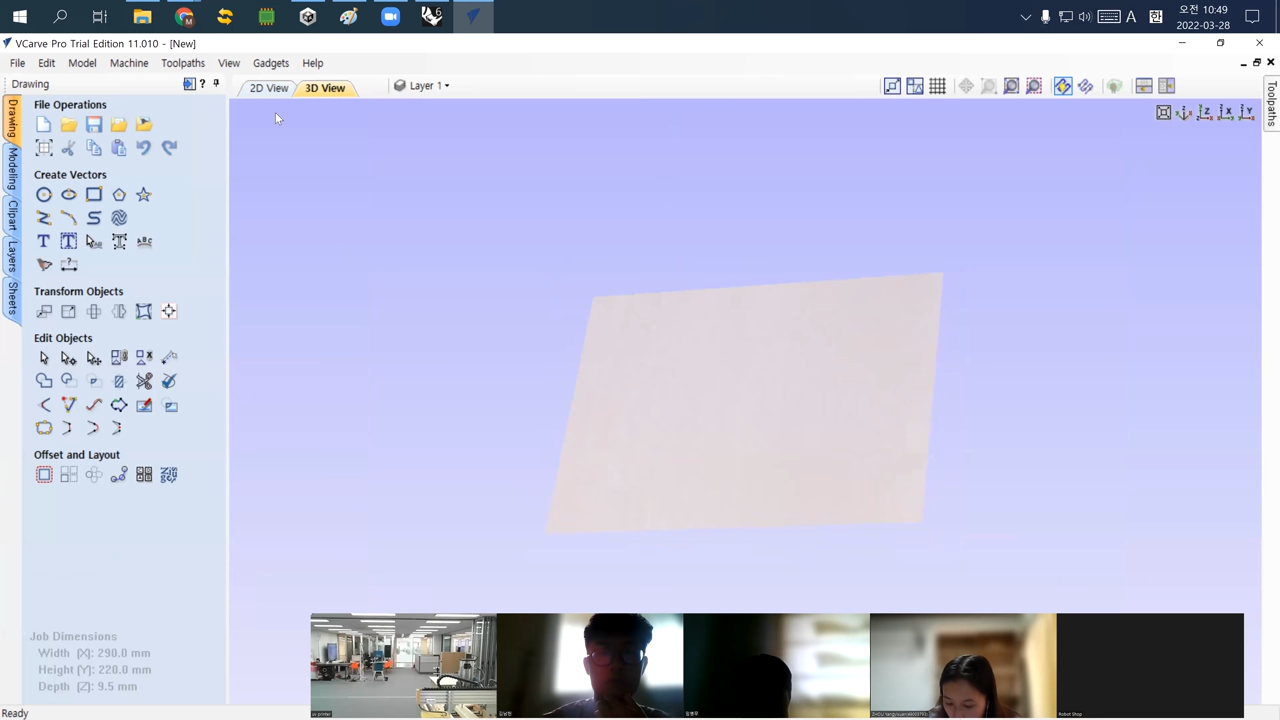 A
한
오전 10:49
2022-03-28
VCarve Pro Trial Edition 11.010 - [New]
File Edit Model Machine Toolpaths View Gadgets Help
Drawing
2D View 3D View Layer 1
Toolpaths
Drawing
Modeling
Clipart
Layers
Sheets
File Operations
Create Vectors
Transform Objects
Edit Objects
Offset and Layout
Job Dimensions
Width (X): 290.0 mm
Height (Y): 220.0 mm
Depth (Z): 9.5 mm
uv printer
Robot Shop
Ready